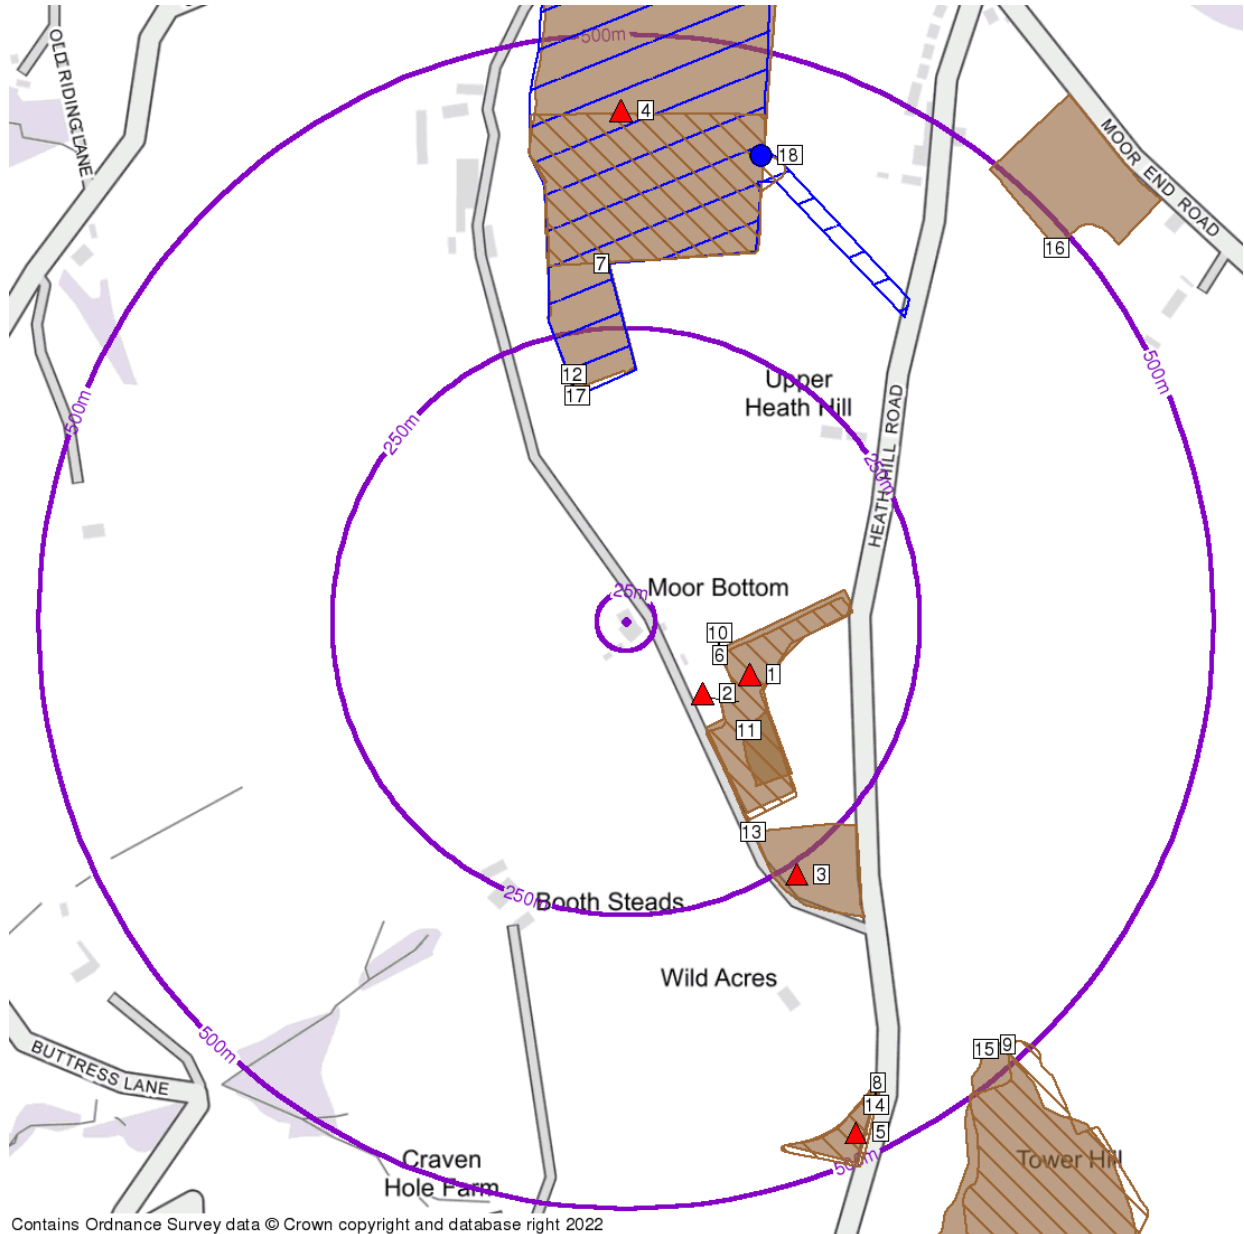 500m
OLD RIDING LANE
4
MOOR END ROAD
18
16
7
500m
12
17
Upper
Heath Hill
500m
250m
HEATH HILL ROAD
250m
25m
Moor Bottom
10
6
1
2
11
13
3
250m
Booth Steads
Wild Acres
500m
15
9
BUTTRESS LANE
8
14
5
500m
Craven
Hole Farm
Tower Hill
Contains Ordnance Survey data © Crown copyright and database right 2022